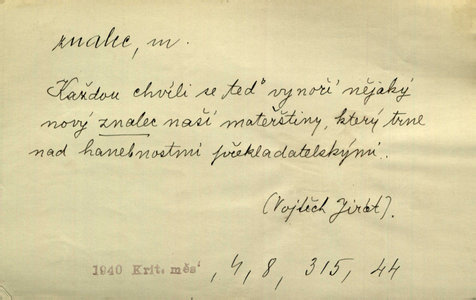 znalec, m.
Každou chvíli se teď vynoří nějaký
nový znalec naší mateřštiny, který trne
nad hanebnostmi překladatelskými..
(Vojtěch Jirát).
1940 Krit. měs', 4, 8, 315, 44